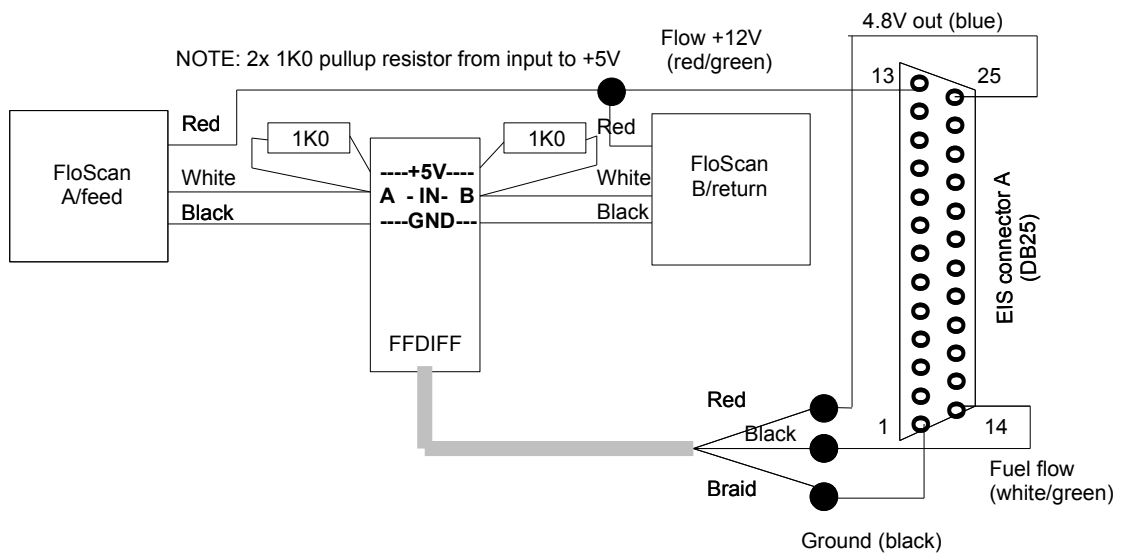 4.8V out (blue)
NOTE: 2x 1K0 pullup resistor from input to +5V
Flow +12V
(red/green)
13
25
Red
1K0
1K0
Red
FloScan
A/feed
White
Black
----+5V----
A - IN- B
----GND---
FFDIFF
White
Black
FloScan
B/return
EIS connector A
(DB25)
Red
Black
Braid
1
14
Fuel flow
(white/green)
Ground (black)